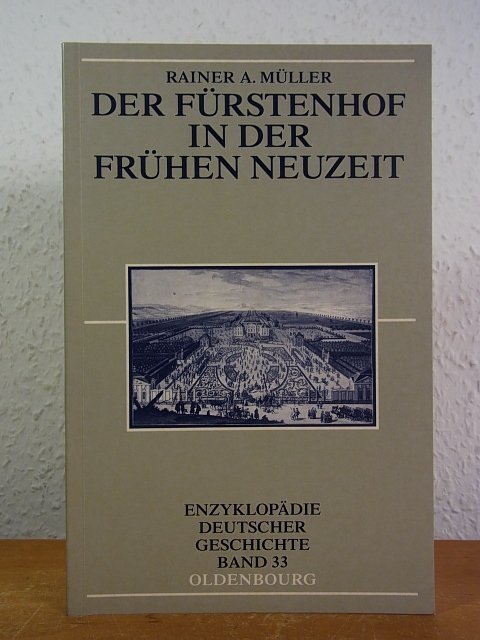 RAINER A. MÜLLER
DER FÜRSTENHOF
IN DER
FRÜHEN NEUZEIT
ENZYKLOPÄDIE
DEUTSCHER
GESCHICHTE
BAND 33
OLDENBOURG